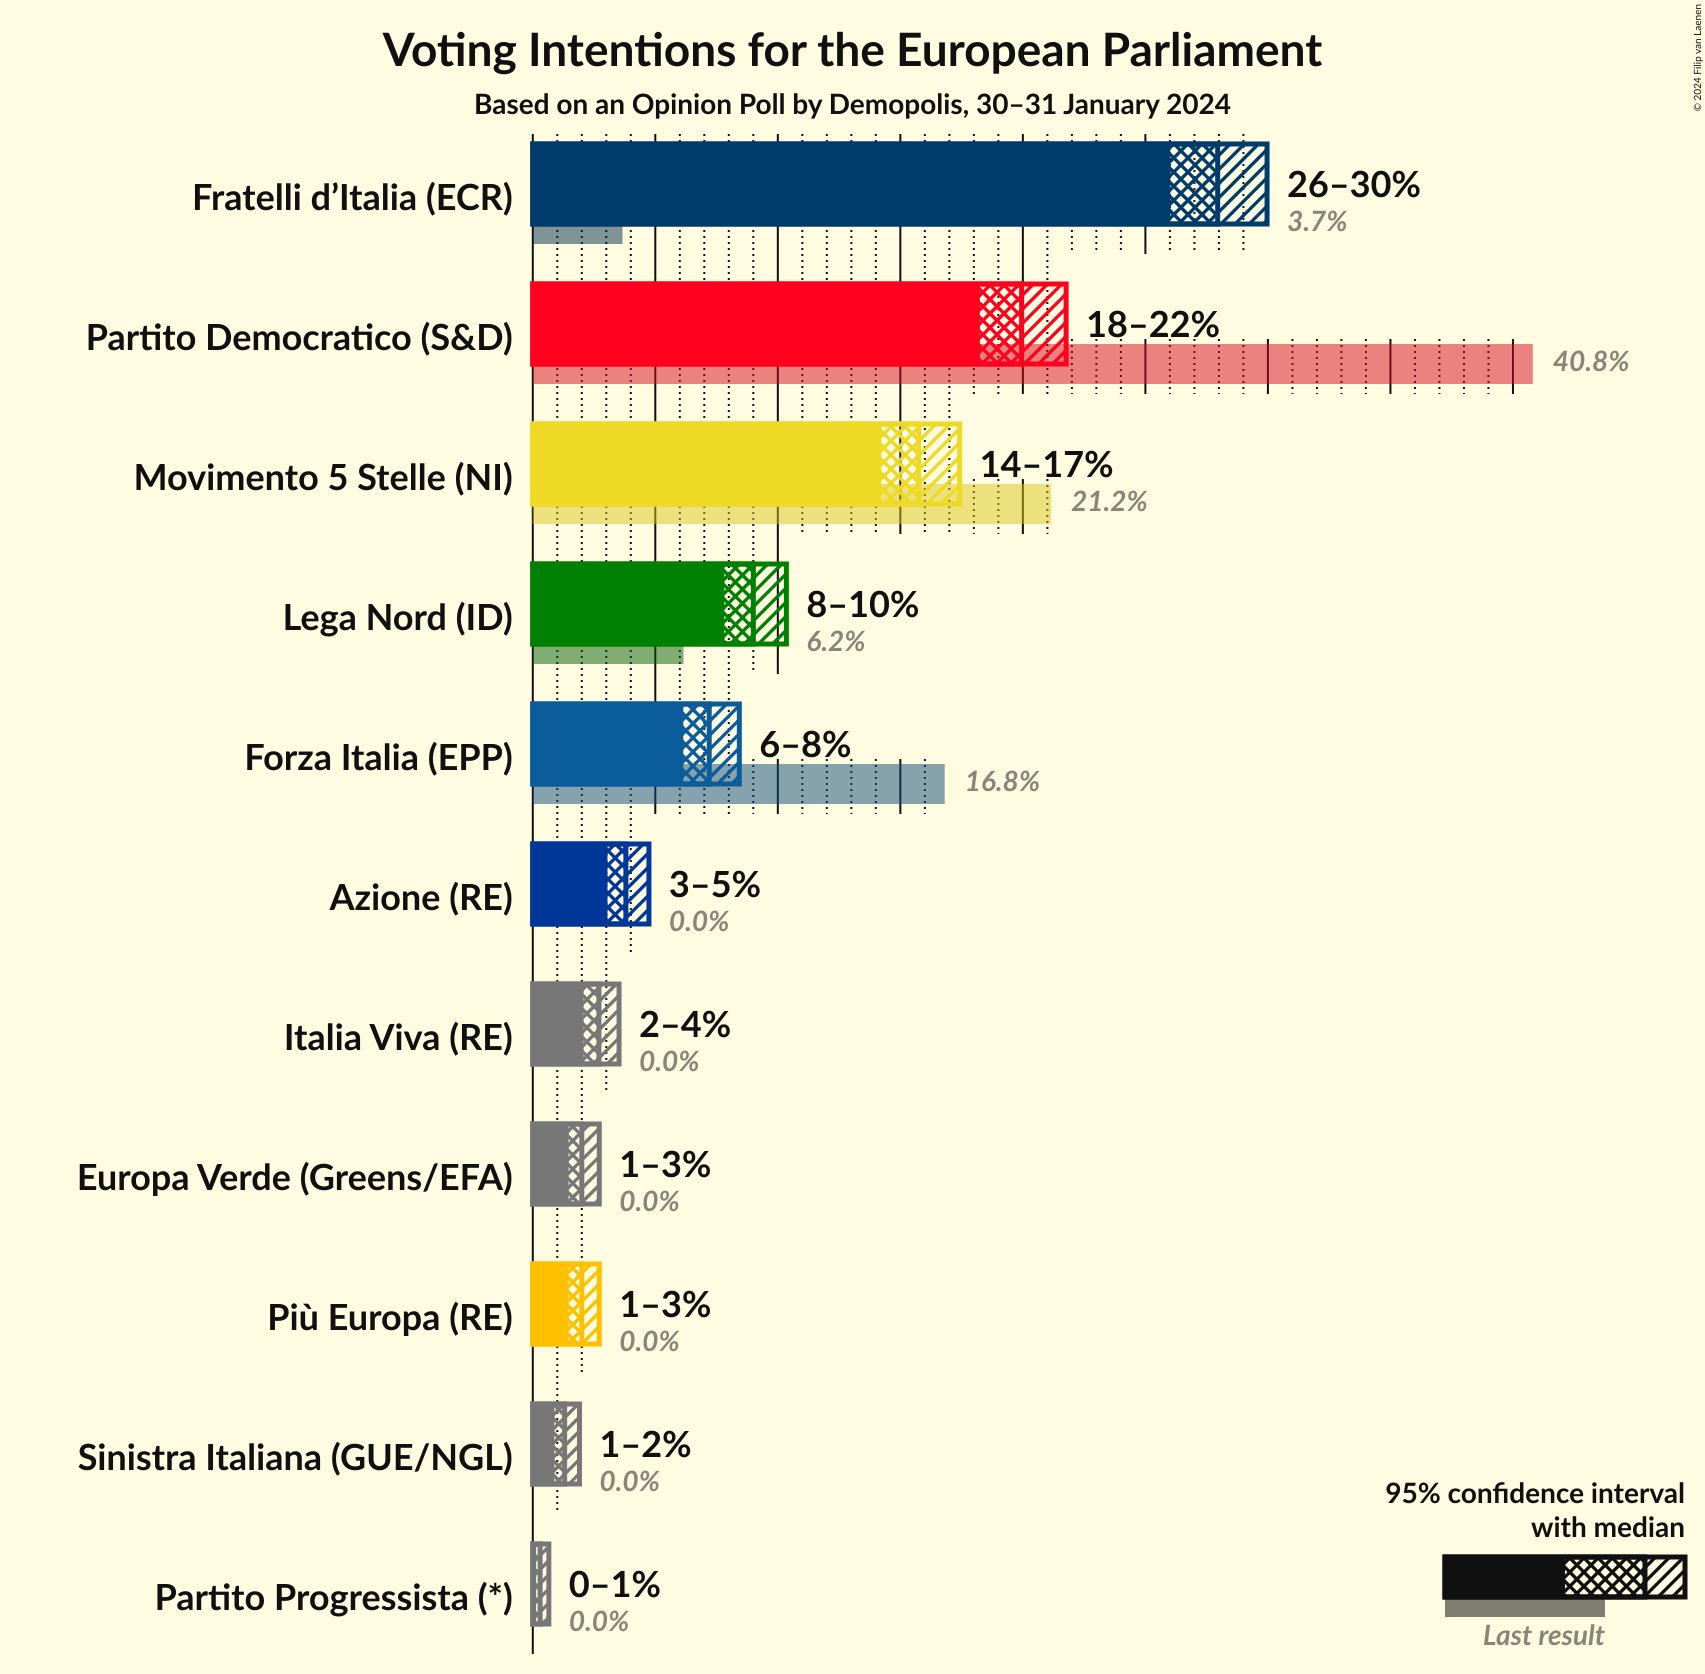 Voting Intentions for the European Parliament
Based on an Opinion Poll by Demopolis, 30–31 January 2024
© 2024 Filip van Laenen
Fratelli d’Italia (ECR)
26–30%
3.7%
Partito Democratico (S&D)
18–22%
40.8%
Movimento 5 Stelle (NI)
14–17%
21.2%
Lega Nord (ID)
8–10%
6.2%
Forza Italia (EPP)
6–8%
16.8%
Azione (RE)
3–5%
0.0%
Italia Viva (RE)
2–4%
0.0%
Europa Verde (Greens/EFA)
1–3%
0.0%
Più Europa (RE)
1–3%
0.0%
Sinistra Italiana (GUE/NGL)
1–2%
0.0%
Partito Progressista (*)
0–1%
0.0%
95% confidence interval
with median
Last result